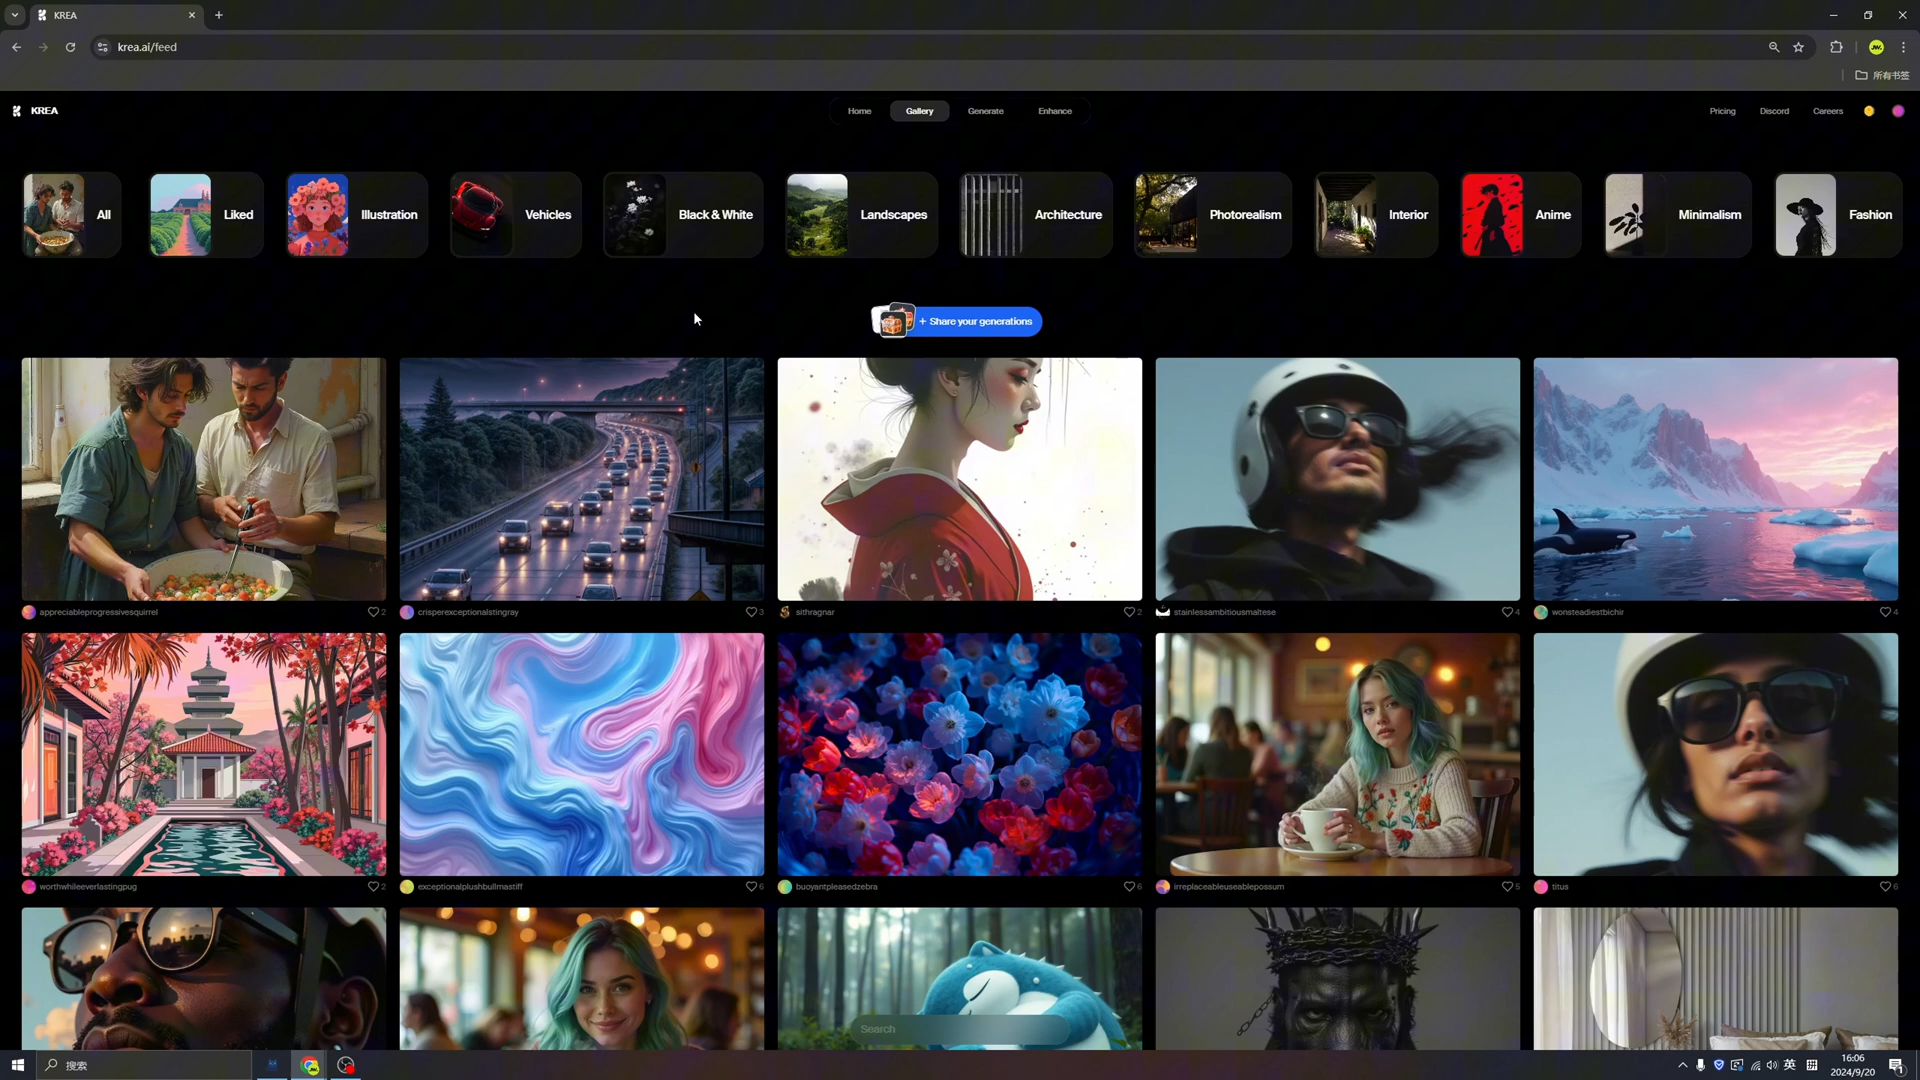 KREA
krea.ai/feed
所有书签
KREA
Home
Gallery
Generate
Enhance
Pricing
Discord
Careers
All
Liked
Illustration
Vehicles
Black & White
Landscapes
Architecture
Photorealism
Interior
Anime
Minimalism
Fashion
+ Share your generations
appreciableprogressivesquirrel
2
crisperexceptionalstingray
3
sithragnar
2
stainlessambitiousmaltese
4
wonsteadiestbichir
4
worthwhileeverlastingpug
2
exceptionalplushbullmastiff
6
buoyantpleasedzebra
6
irreplaceableuseablepossum
5
titus
6
Search
搜索
英
16:06
2024/9/20